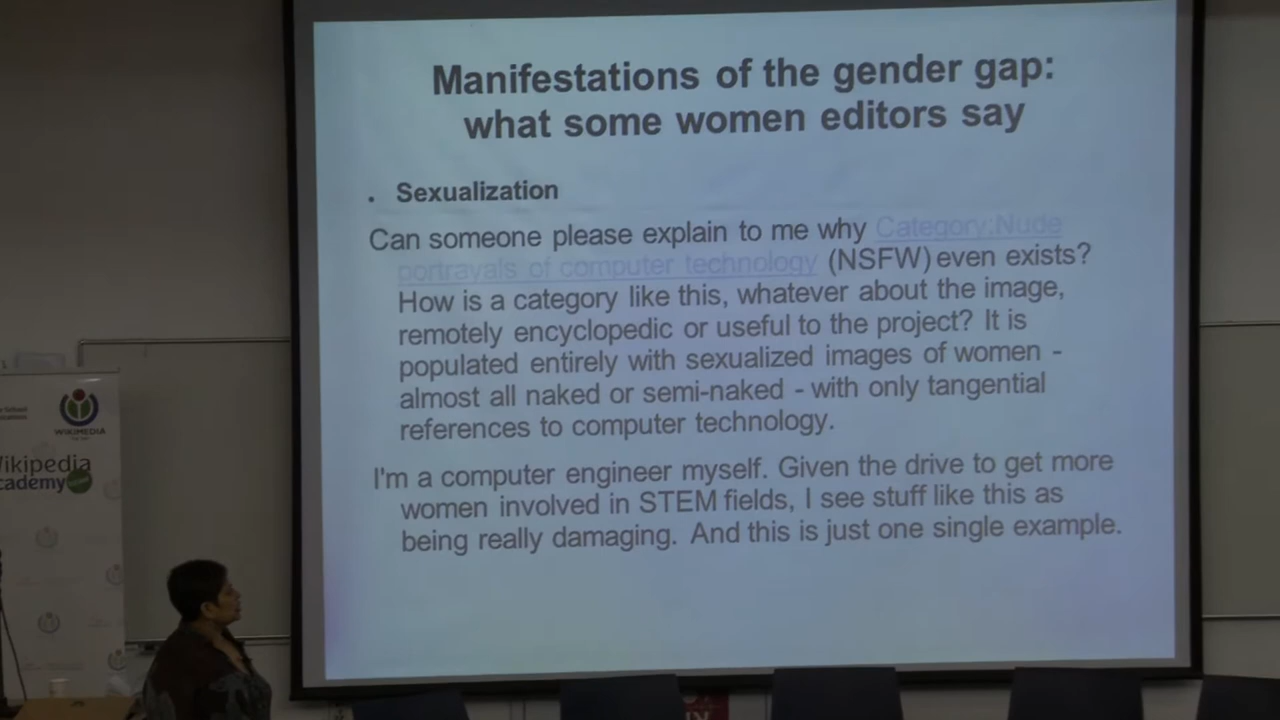 Manifestations of the gender gap:
what some women editors say
. Sexualization
Can someone please explain to me why Category:Nude
portrayals of computer technology (NSFW) even exists?
How is a category like this, whatever about the image,
remotely encyclopedic or useful to the project? It is
populated entirely with sexualized images of women -
almost all naked or semi-naked - with only tangential
references to computer technology.
I'm a computer engineer myself. Given the drive to get more
women involved in STEM fields, I see stuff like this as
being really damaging. And this is just one single example.
School
WIKIMEDIA
ikipedia
cademy
IN